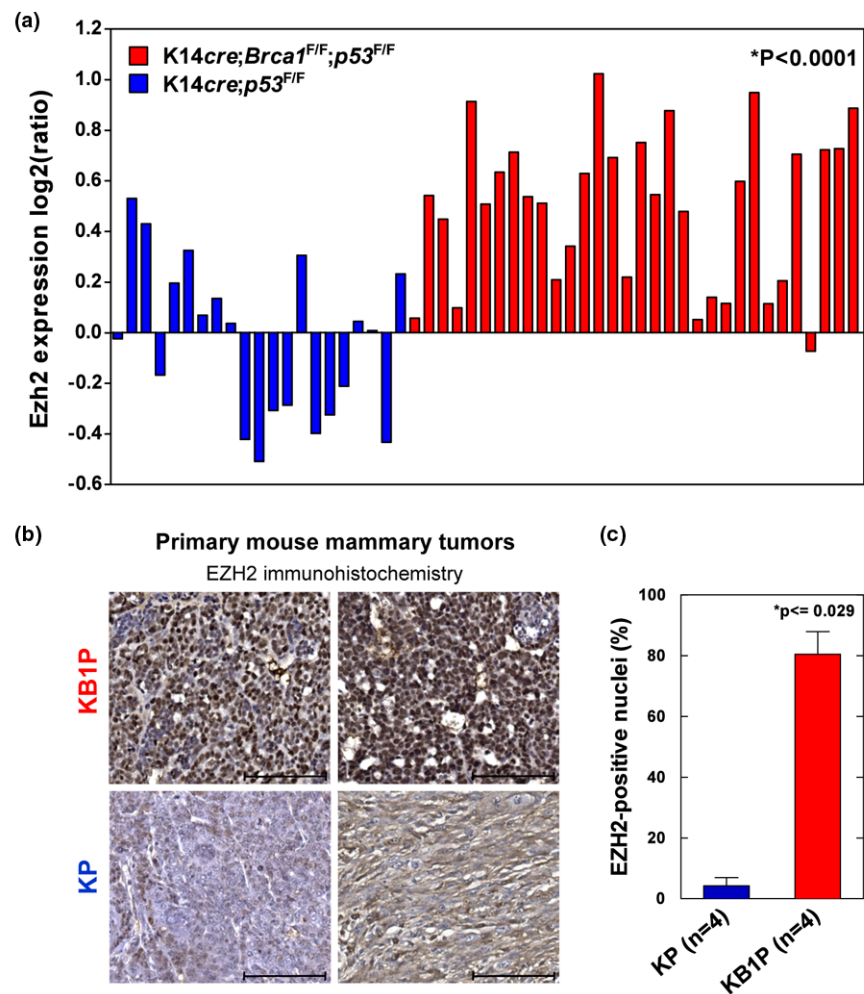 (a)
1.2
1.0
0.8
0.6
0.4
0.2
0.0
-0.2
-0.4
-0.6
Ezh2 expression log2(ratio)
K14cre;Brca1F/F;p53F/F
K14cre;p53F/F
*P<0.0001
(b)
Primary mouse mammary tumors
EZH2 immunohistochemistry
KB1P
KP
(c)
100
80
60
40
20
0
EZH2-positive nuclei (%)
*p<= 0.029
KP (n=4)
KB1P (n=4)